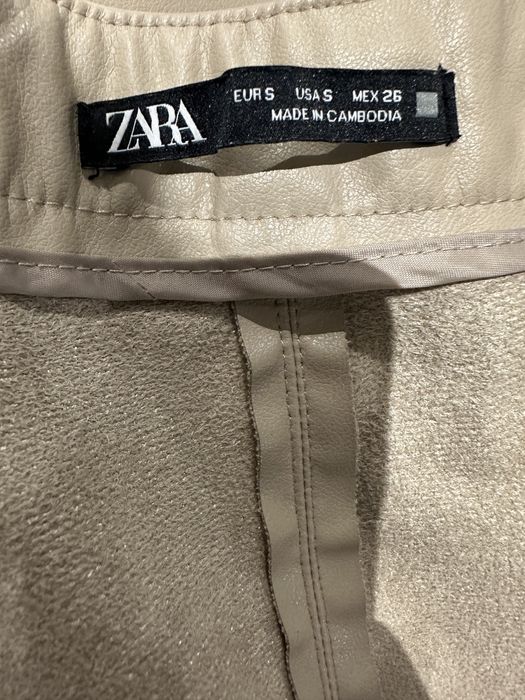 ZARA
EUR S USA S MEX 26
MADE IN CAMBODIA